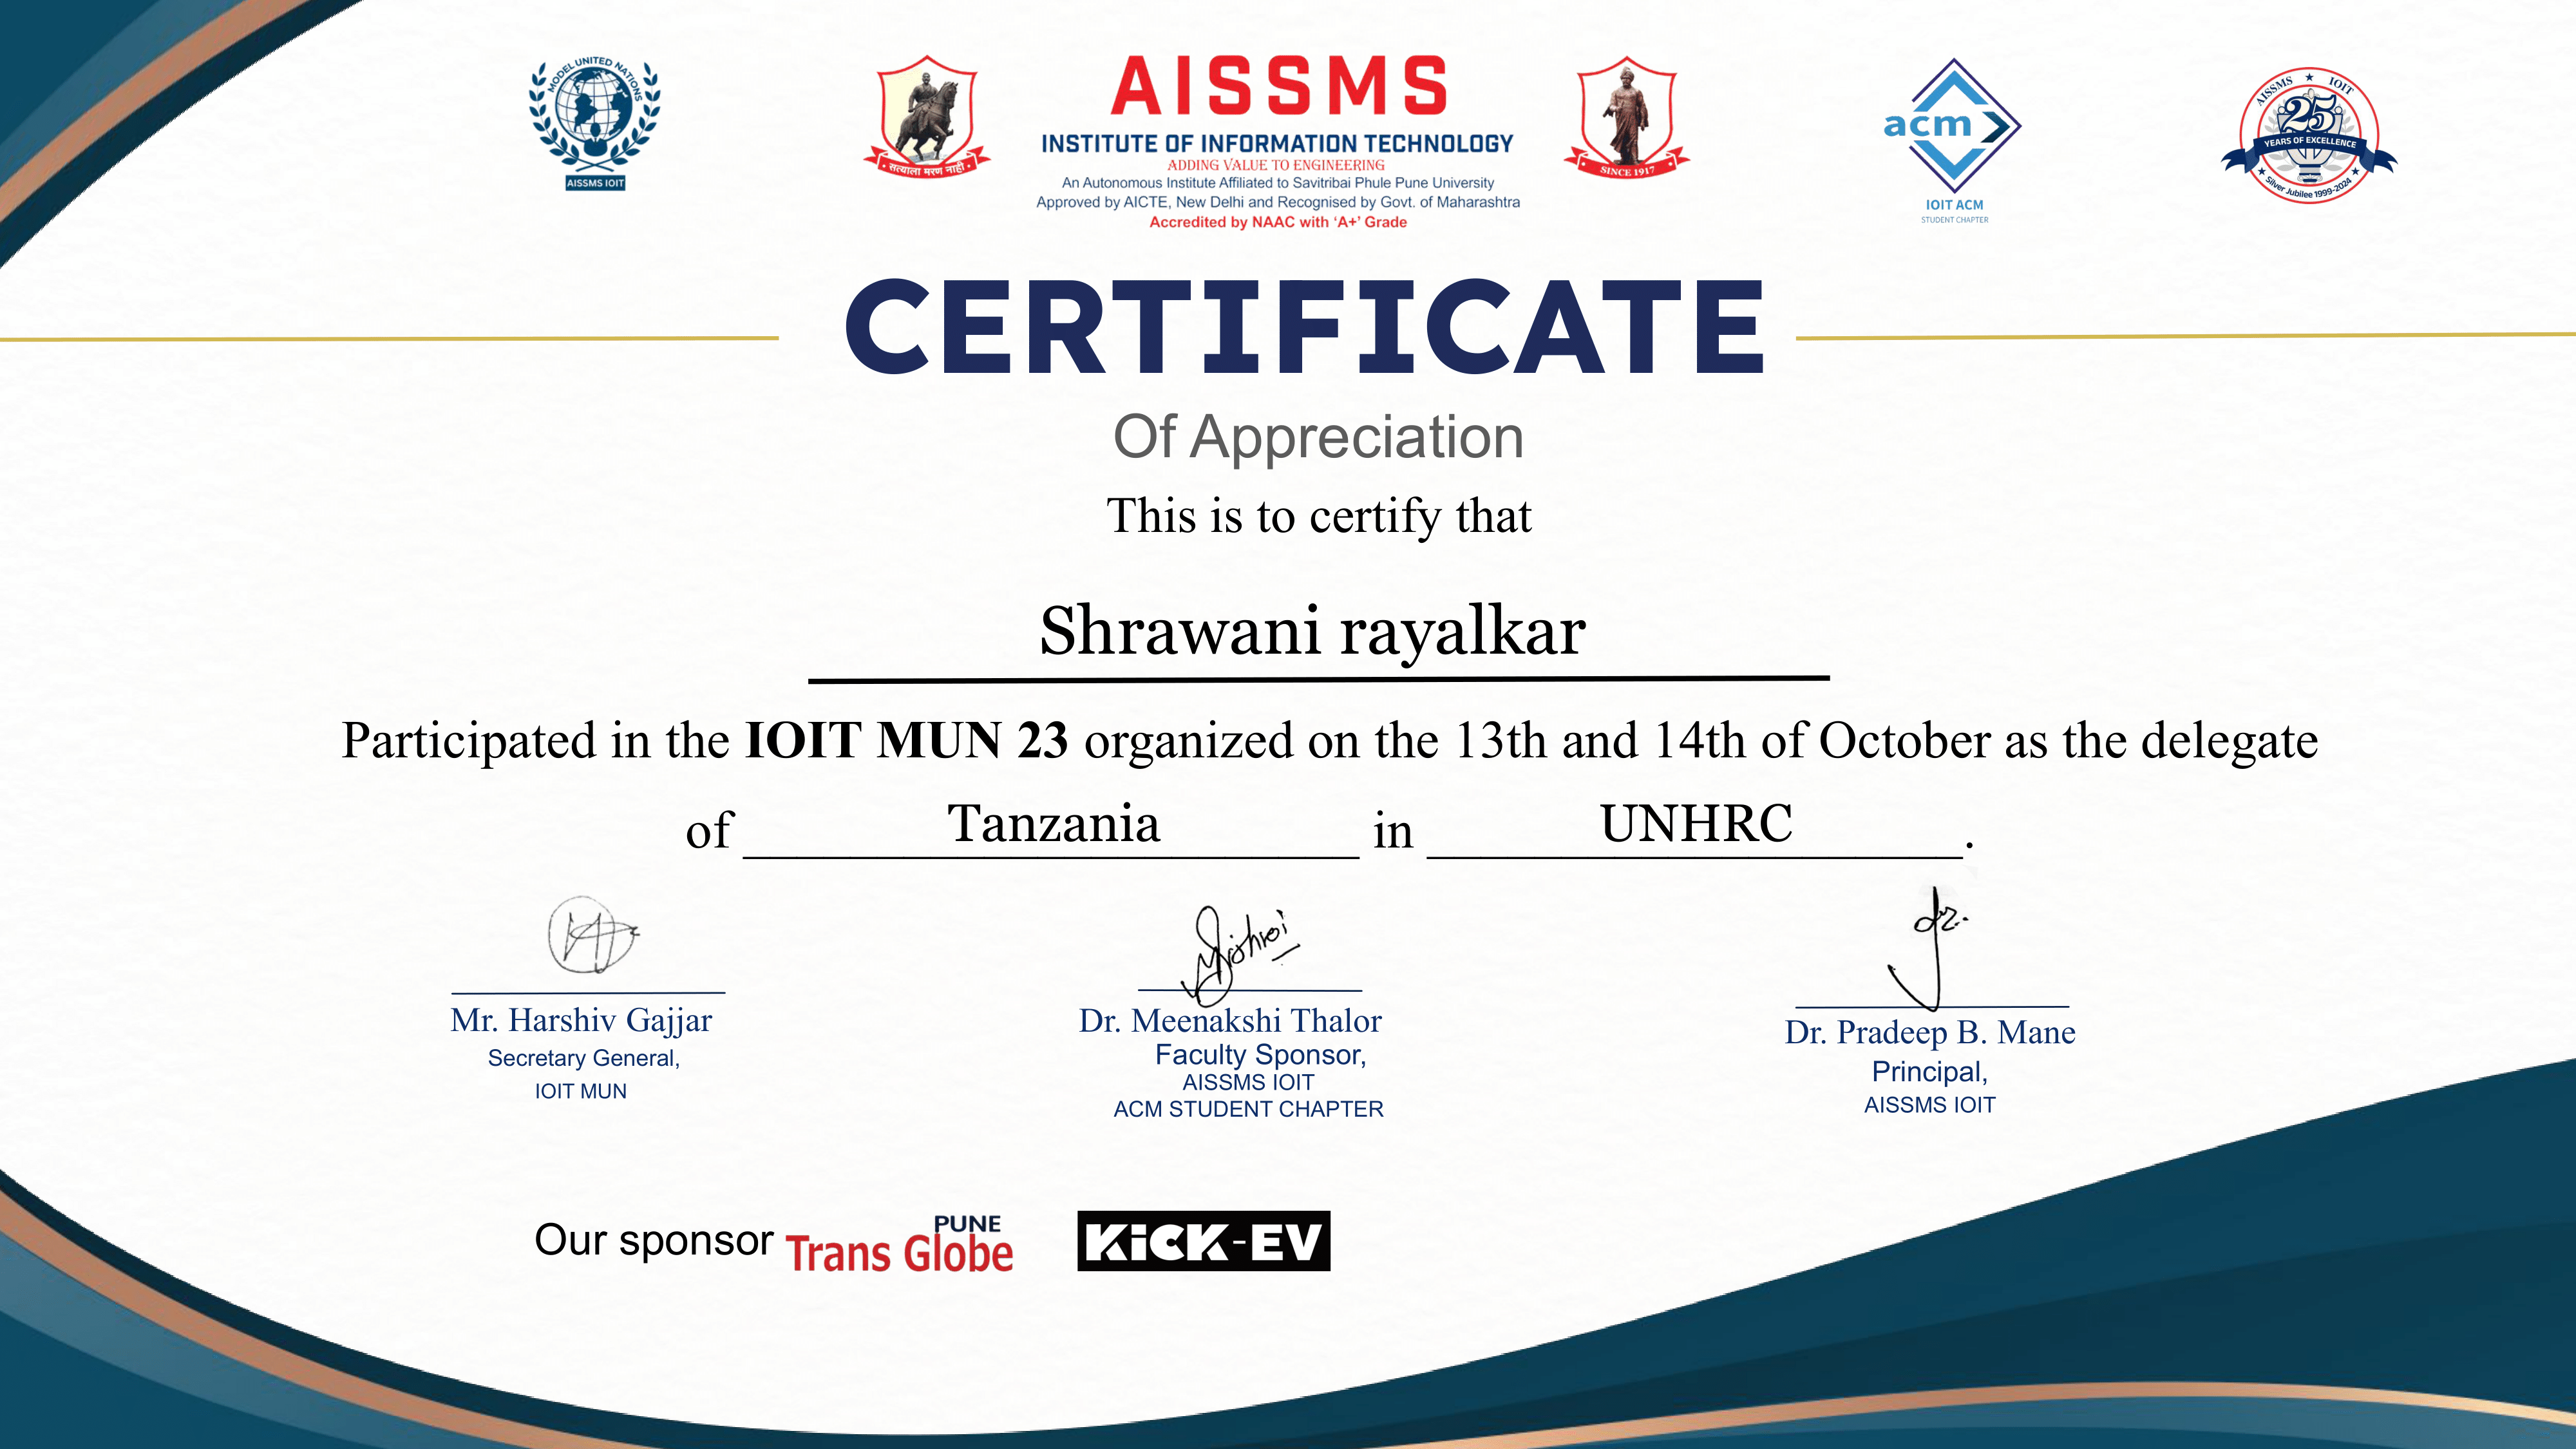 MODEL UNITED NATIONS
AISSMS IOIT
सत्याला मरण नाही
AISSMS
INSTITUTE OF INFORMATION TECHNOLOGY
ADDING VALUE TO ENGINEERING
An Autonomous Institute Affiliated to Savitribai Phule Pune University
Approved by AICTE, New Delhi and Recognised by Govt. of Maharashtra
Accredited by NAAC with ‘A+’ Grade
SINCE 1917
acm
IOIT ACM
STUDENT CHAPTER
AISSMS ★ IOIT
25
YEARS OF EXCELLENCE
★ Silver Jubilee 1999-2024 ★
CERTIFICATE
Of Appreciation
This is to certify that
Shrawani rayalkar
Participated in the IOIT MUN 23 organized on the 13th and 14th of October as the delegate
of Tanzania in UNHRC.
Mr. Harshiv Gajjar
Secretary General,
IOIT MUN
Dr. Meenakshi Thalor
Faculty Sponsor,
AISSMS IOIT
ACM STUDENT CHAPTER
Dr. Pradeep B. Mane
Principal,
AISSMS IOIT
Our sponsor
PUNE
Trans Globe
KiCK-EV